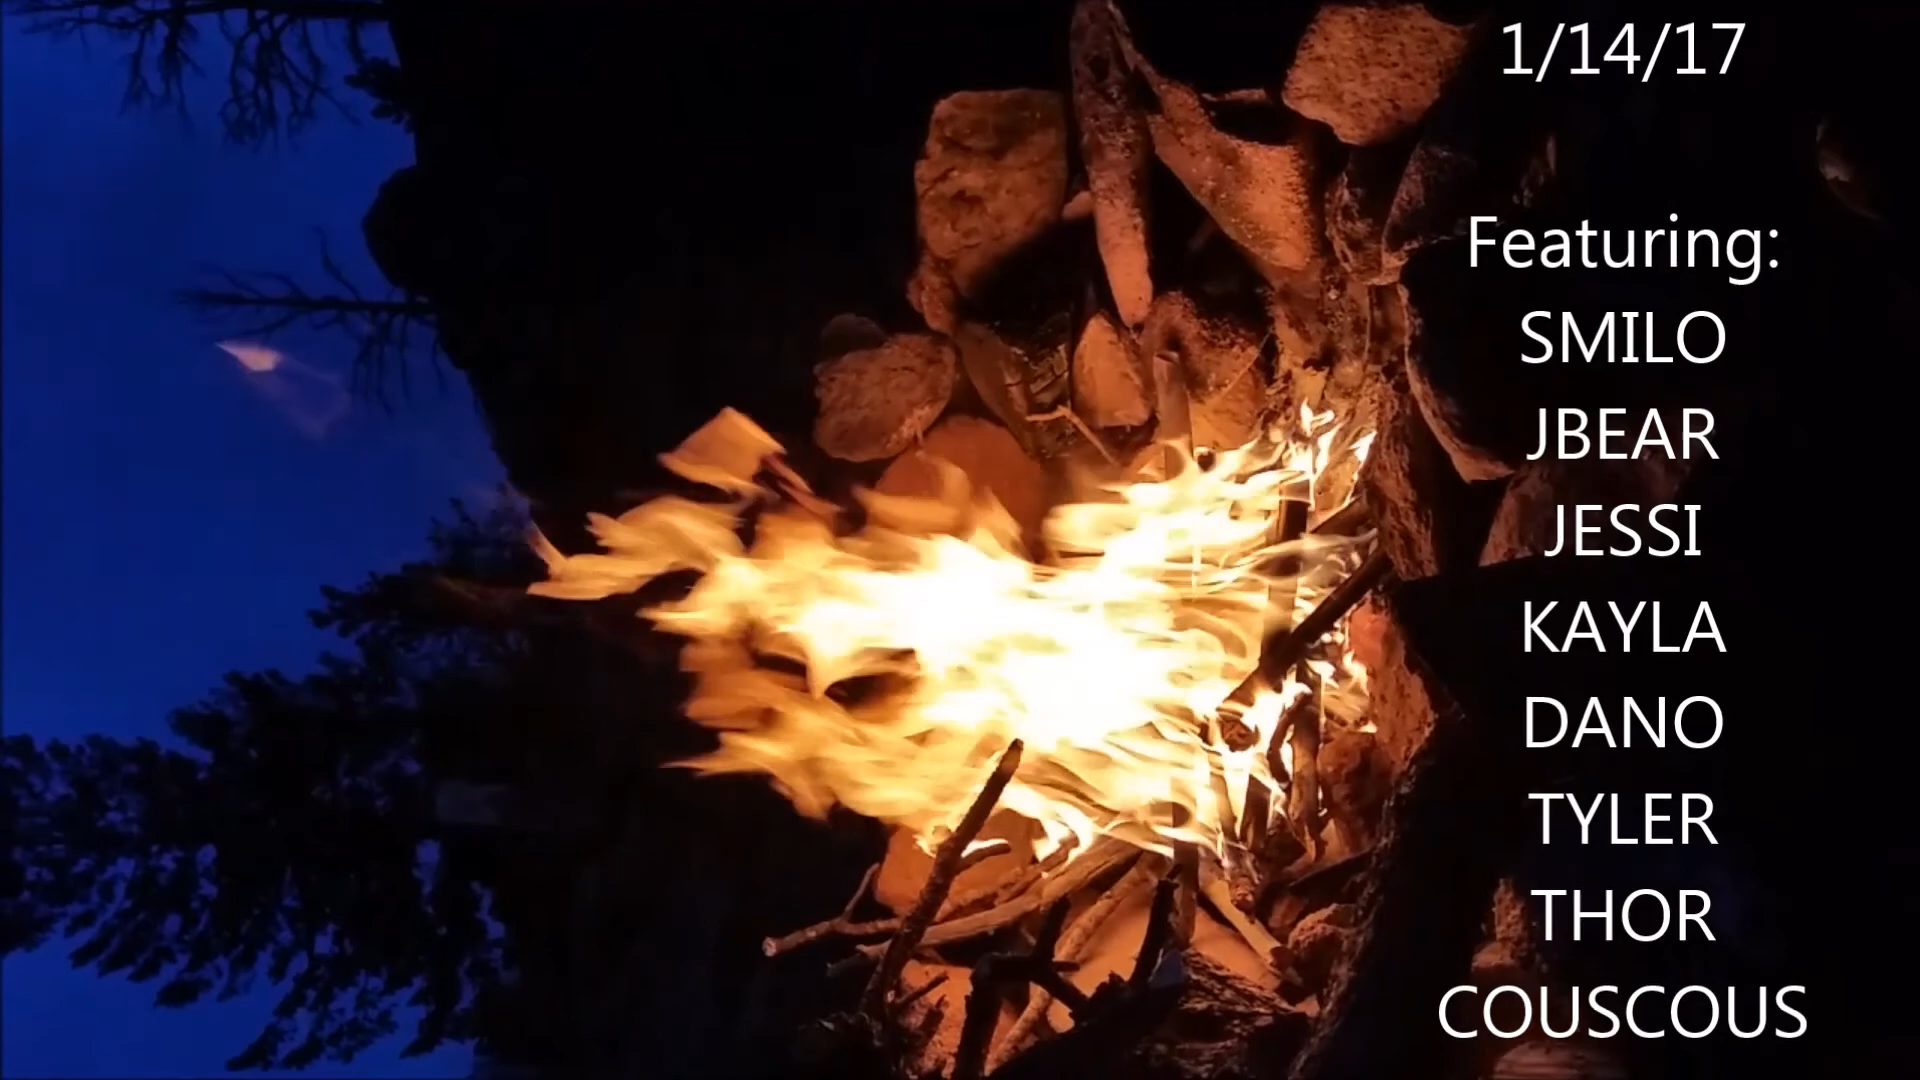 1/14/17
Featuring:
SMILO
JBEAR
JESSI
KAYLA
DANO
TYLER
THOR
COUSCOUS